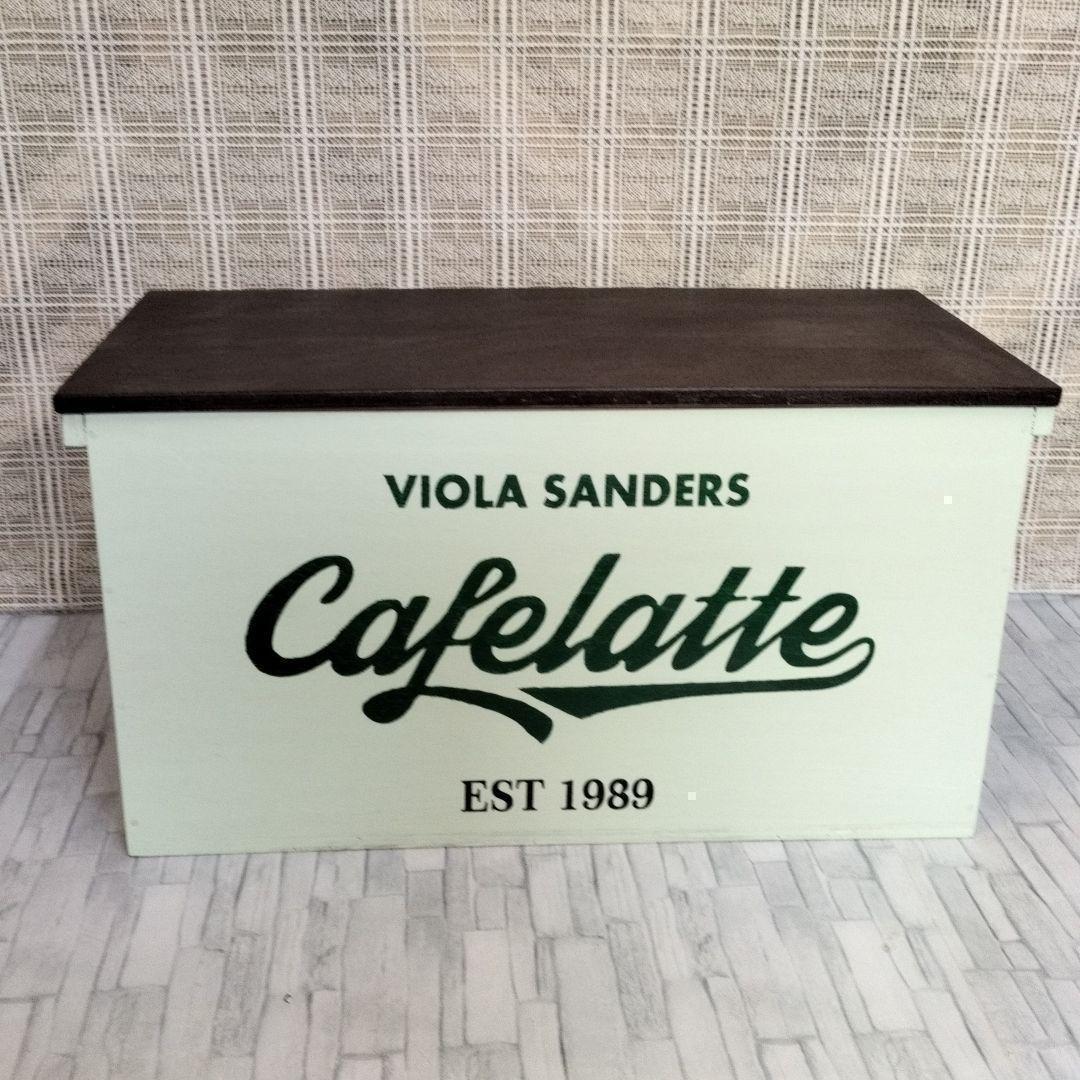 VIOLA SANDERS
Cafelatte
EST 1989